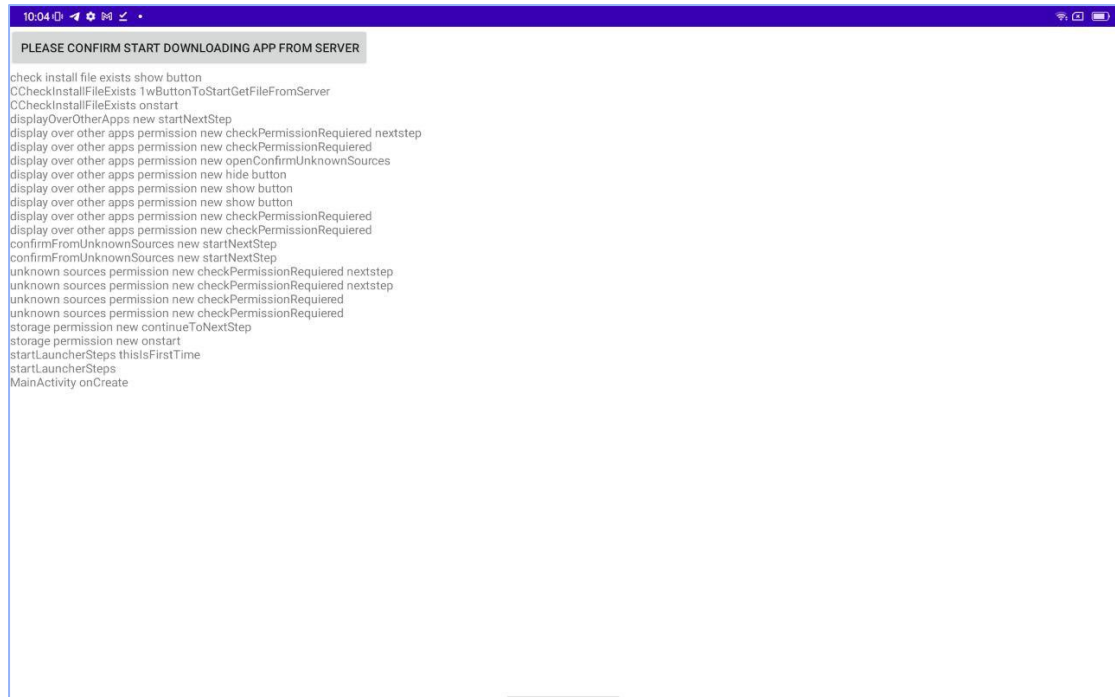 10:04
PLEASE CONFIRM START DOWNLOADING APP FROM SERVER
check install file exists show button
CCheckInstallFileExists 1wButtonToStartGetFileFromServer
CCheckInstallFileExists onstart
displayOverOtherApps new startNextStep
display over other apps permission new checkPermissionRequiered nextstep
display over other apps permission new checkPermissionRequiered
display over other apps permission new openConfirmUnknownSources
display over other apps permission new hide button
display over other apps permission new show button
display over other apps permission new show button
display over other apps permission new checkPermissionRequiered
display over other apps permission new checkPermissionRequiered
confirmFromUnknownSources new startNextStep
confirmFromUnknownSources new startNextStep
unknown sources permission new checkPermissionRequiered nextstep
unknown sources permission new checkPermissionRequiered nextstep
unknown sources permission new checkPermissionRequiered
unknown sources permission new checkPermissionRequiered
storage permission new continueToNextStep
storage permission new onstart
startLauncherSteps thisIsFirstTime
startLauncherSteps
MainActivity onCreate